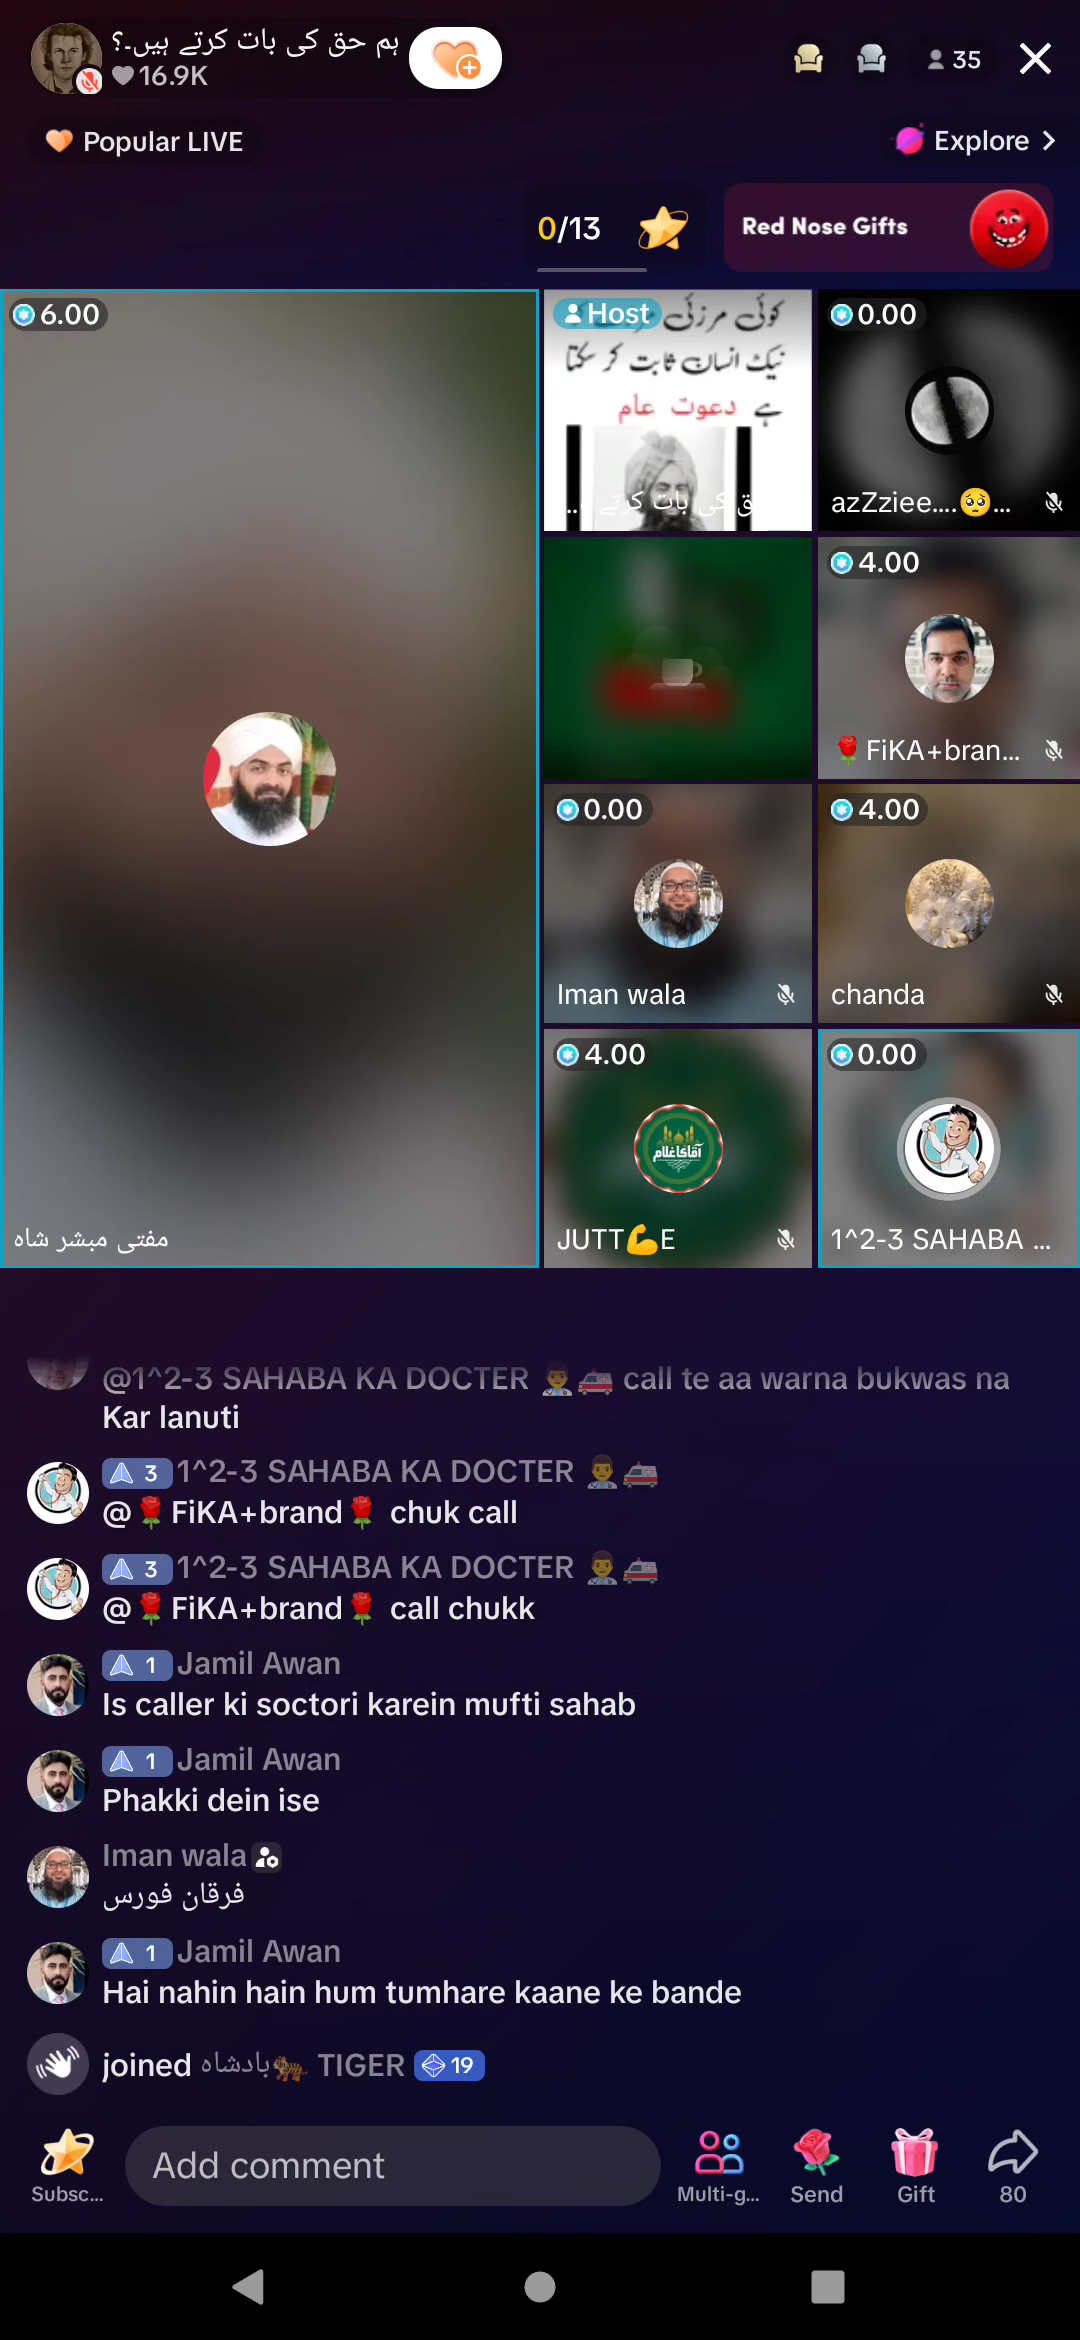 ہم حق کی بات کرتے ہیں۔؟
16.9K
35
Popular LIVE
Explore
0/13
Red Nose Gifts
6.00
مفتی مبشر شاہ
Host
کوئی مرزئی
نیک انسان ثابت کر سکتا
ہے دعوت عام
ق کی بات کرتے ..
0.00
azZziee....🥺...
4.00
🌹FiKA+bran...
0.00
Iman wala
4.00
chanda
4.00
آقا کا غلام
JUTT💪E
0.00
1^2-3 SAHABA ...
@1^2-3 SAHABA KA DOCTER 👨‍⚕️🚑 call te aa warna bukwas na
Kar lanuti
3 1^2-3 SAHABA KA DOCTER 👨‍⚕️🚑
@🌹FiKA+brand🌹 chuk call
3 1^2-3 SAHABA KA DOCTER 👨‍⚕️🚑
@🌹FiKA+brand🌹 call chukk
1 Jamil Awan
Is caller ki soctori karein mufti sahab
1 Jamil Awan
Phakki dein ise
Iman wala
فرقان فورس
1 Jamil Awan
Hai nahin hain hum tumhare kaane ke bande
joined بادشاہ🐅 TIGER 19
Subsc...
Add comment
Multi-g...
Send
Gift
80